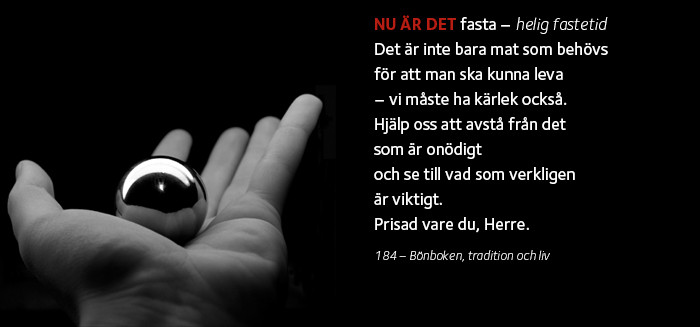 NU ÄR DET fasta – helig fastetid
Det är inte bara mat som behövs
för att man ska kunna leva
– vi måste ha kärlek också.
Hjälp oss att avstå från det
som är onödigt
och se till vad som verkligen
är viktigt.
Prisad vare du, Herre.
184 – Bönboken, tradition och liv